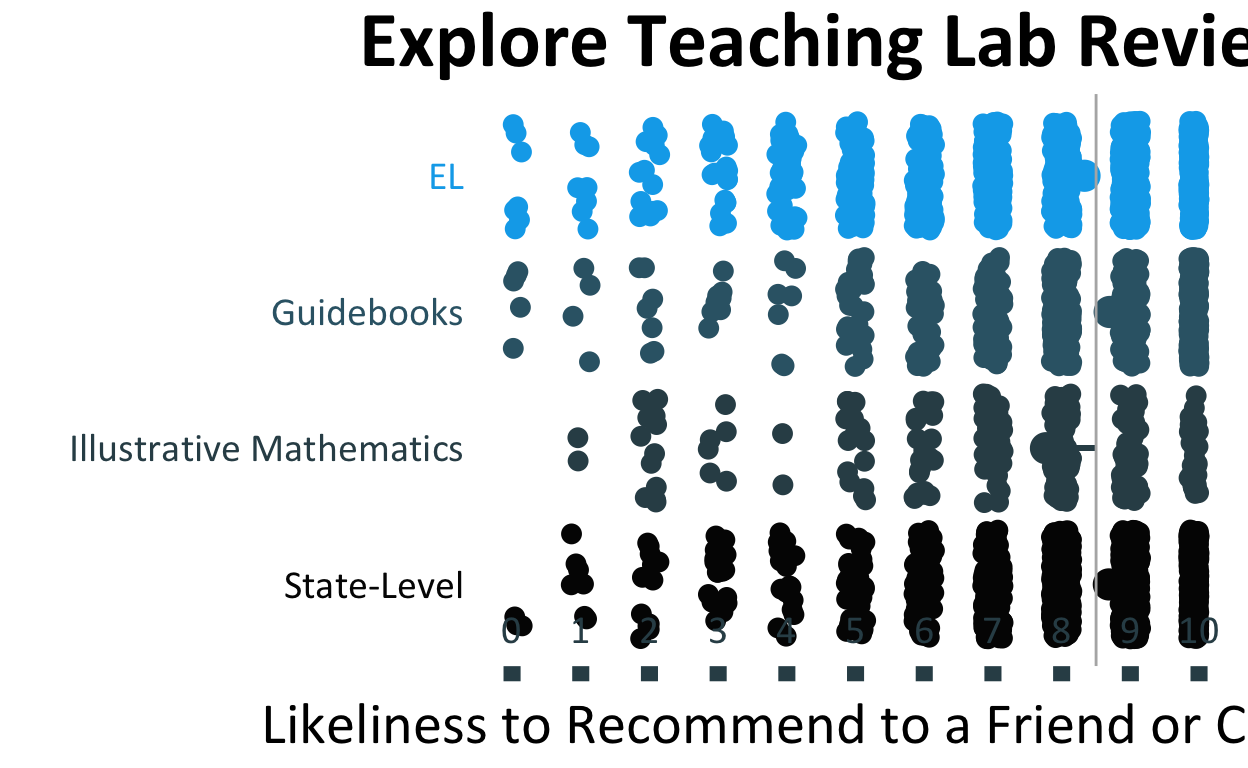 Explore Teaching Lab Revie
EL
Guidebooks
Illustrative Mathematics
State-Level
0 1 2 3 4 5 6 7 8 9 10
Likeliness to Recommend to a Friend or C